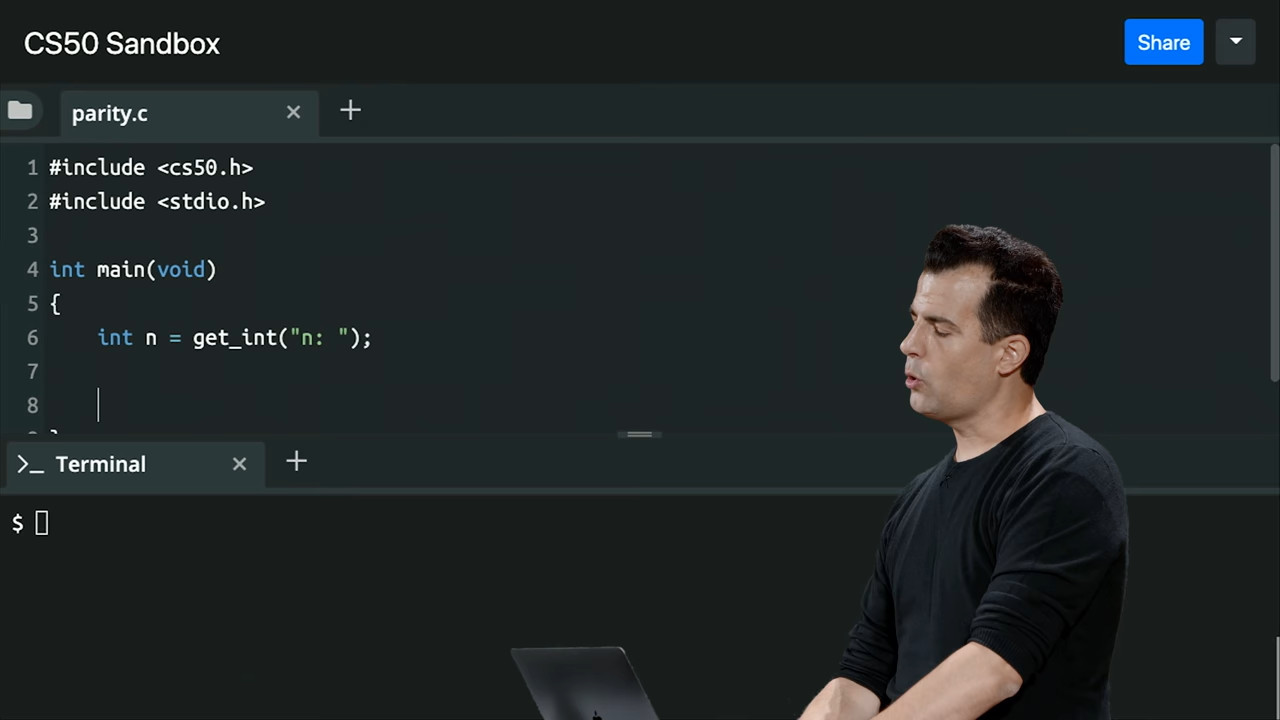 CS50 Sandbox
Share
parity.c × +
1 #include <cs50.h>
2 #include <stdio.h>
3
4 int main(void)
5 {
6     int n = get_int("n: ");
7
8
>_ Terminal × +
$